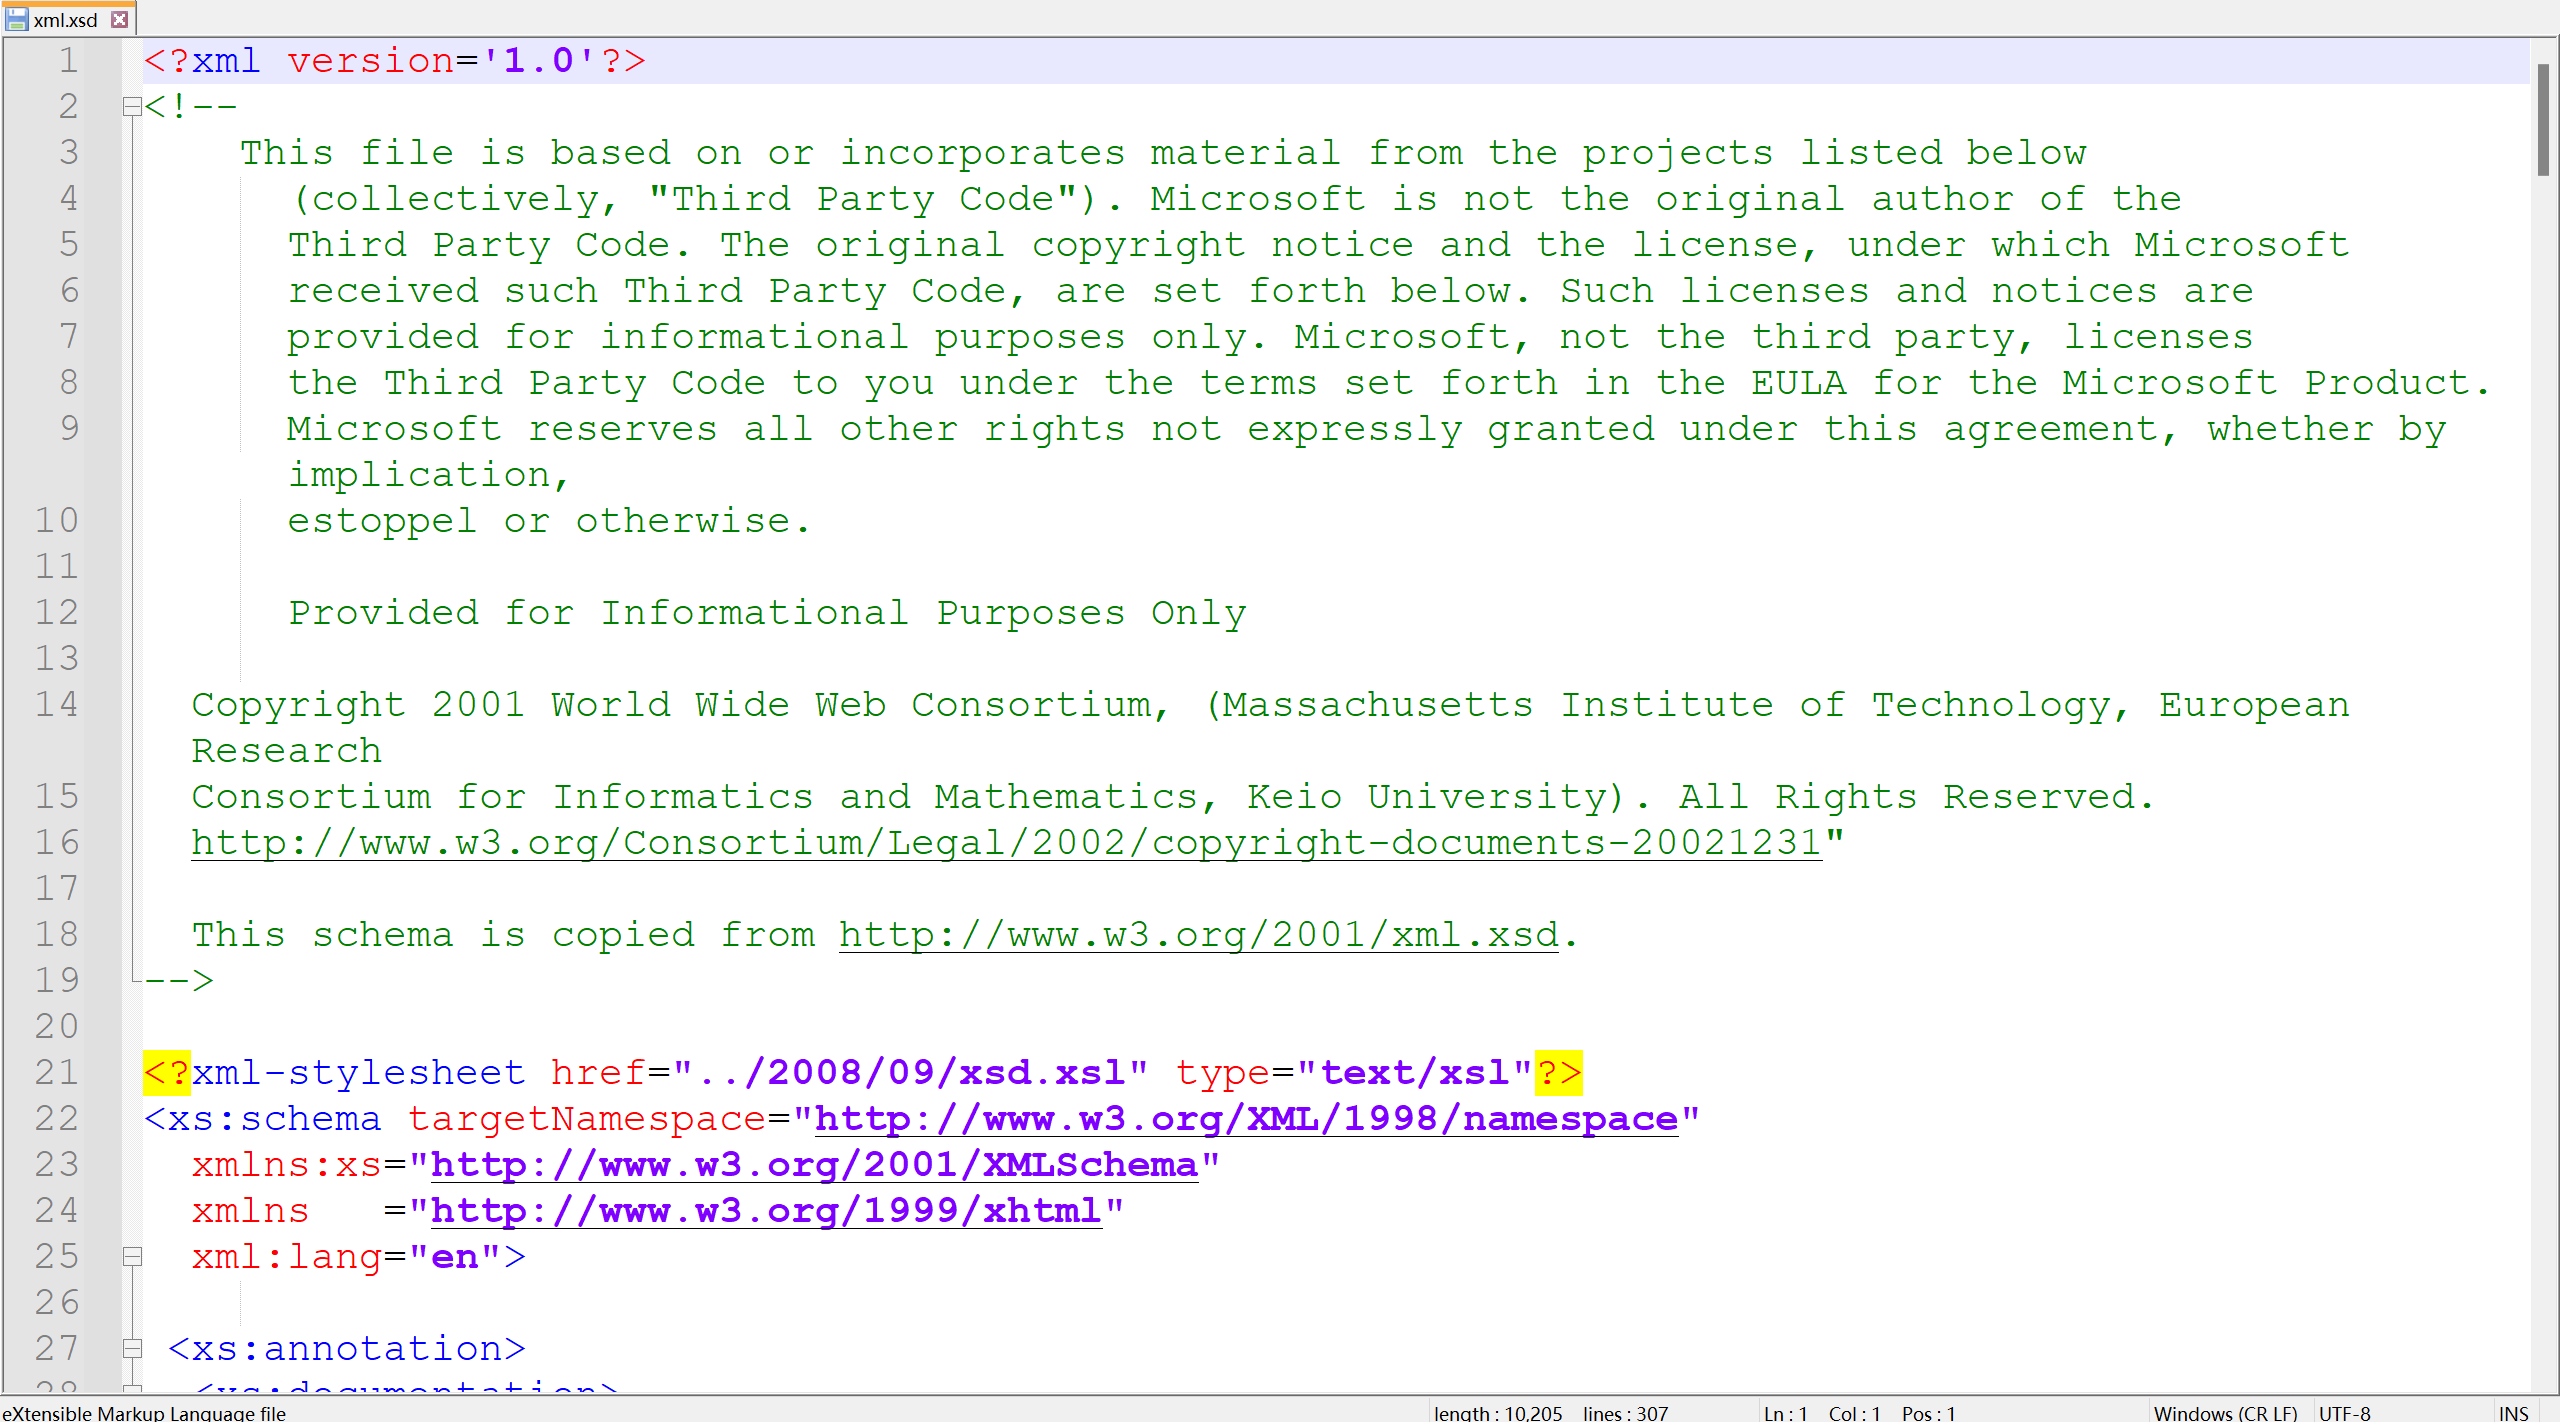 xml.xsd
1 <?xml version='1.0'?>
2 <!--
3 This file is based on or incorporates material from the projects listed below
4 (collectively, "Third Party Code"). Microsoft is not the original author of the
5 Third Party Code. The original copyright notice and the license, under which Microsoft
6 received such Third Party Code, are set forth below. Such licenses and notices are
7 provided for informational purposes only. Microsoft, not the third party, licenses
8 the Third Party Code to you under the terms set forth in the EULA for the Microsoft Product.
9 Microsoft reserves all other rights not expressly granted under this agreement, whether by
implication,
10 estoppel or otherwise.
11
12 Provided for Informational Purposes Only
13
14 Copyright 2001 World Wide Web Consortium, (Massachusetts Institute of Technology, European
Research
15 Consortium for Informatics and Mathematics, Keio University). All Rights Reserved.
16 http://www.w3.org/Consortium/Legal/2002/copyright-documents-20021231"
17
18 This schema is copied from http://www.w3.org/2001/xml.xsd.
19 -->
20
21 <?xml-stylesheet href="../2008/09/xsd.xsl" type="text/xsl"?>
22 <xs:schema targetNamespace="http://www.w3.org/XML/1998/namespace"
23 xmlns:xs="http://www.w3.org/2001/XMLSchema"
24 xmlns   ="http://www.w3.org/1999/xhtml"
25 xml:lang="en">
26
27 <xs:annotation>
28 <xs:documentation>
eXtensible Markup Language file length : 10,205 lines : 307 Ln : 1 Col : 1 Pos : 1 Windows (CR LF) UTF-8 INS